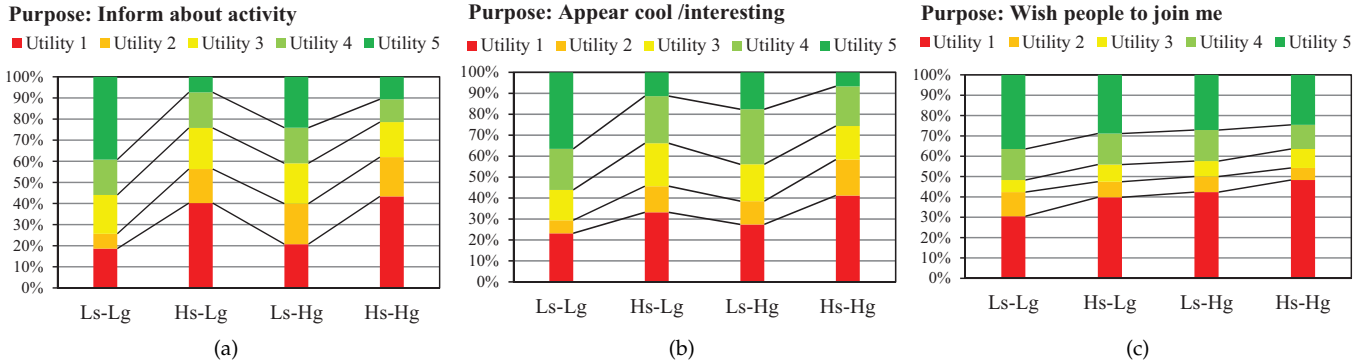 Purpose: Inform about activity
Utility 1 Utility 2 Utility 3 Utility 4 Utility 5
100%
90%
80%
70%
60%
50%
40%
30%
20%
10%
0%
Ls-Lg Hs-Lg Ls-Hg Hs-Hg
(a)
Purpose: Appear cool /interesting
Utility 1 Utility 2 Utility 3 Utility 4 Utility 5
100%
90%
80%
70%
60%
50%
40%
30%
20%
10%
0%
Ls-Lg Hs-Lg Ls-Hg Hs-Hg
(b)
Purpose: Wish people to join me
Utility 1 Utility 2 Utility 3 Utility 4 Utility 5
100%
90%
80%
70%
60%
50%
40%
30%
20%
10%
0%
Ls-Lg Hs-Lg Ls-Hg Hs-Hg
(c)